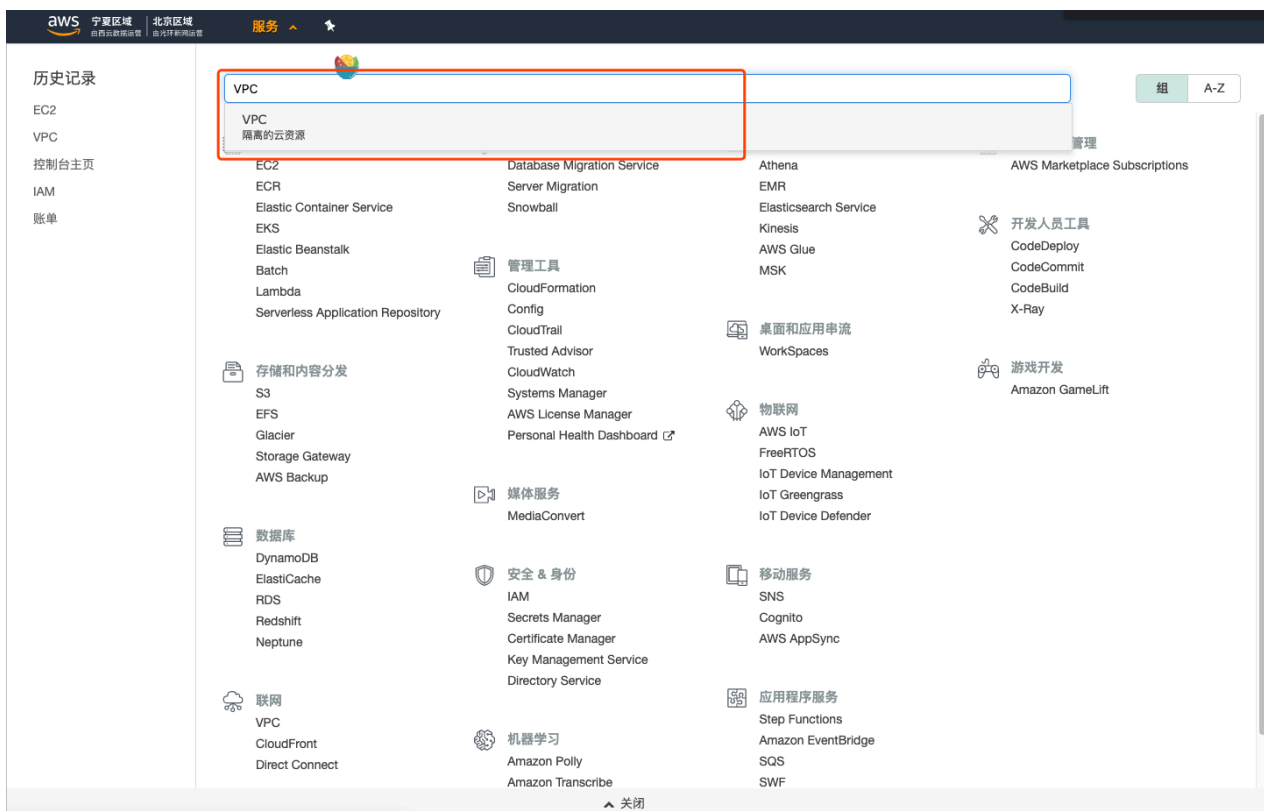 aws 宁夏区域 北京区域
由西云数据运营 由光环新网运营
服务
历史记录
EC2
VPC
控制台主页
IAM
账单
VPC
组 A-Z
VPC
隔离的云资源
EC2
ECR
Elastic Container Service
EKS
Elastic Beanstalk
Batch
Lambda
Serverless Application Repository
存储和内容分发
S3
EFS
Glacier
Storage Gateway
AWS Backup
数据库
DynamoDB
ElastiCache
RDS
Redshift
Neptune
联网
VPC
CloudFront
Direct Connect
Database Migration Service
Server Migration
Snowball
管理工具
CloudFormation
Config
CloudTrail
Trusted Advisor
CloudWatch
Systems Manager
AWS License Manager
Personal Health Dashboard
媒体服务
MediaConvert
安全 & 身份
IAM
Secrets Manager
Certificate Manager
Key Management Service
Directory Service
机器学习
Amazon Polly
Amazon Transcribe
Athena
EMR
Elasticsearch Service
Kinesis
AWS Glue
MSK
桌面和应用串流
WorkSpaces
物联网
AWS IoT
FreeRTOS
IoT Device Management
IoT Greengrass
IoT Device Defender
移动服务
SNS
Cognito
AWS AppSync
应用程序服务
Step Functions
Amazon EventBridge
SQS
SWF
管理
AWS Marketplace Subscriptions
开发人员工具
CodeDeploy
CodeCommit
CodeBuild
X-Ray
游戏开发
Amazon GameLift
关闭